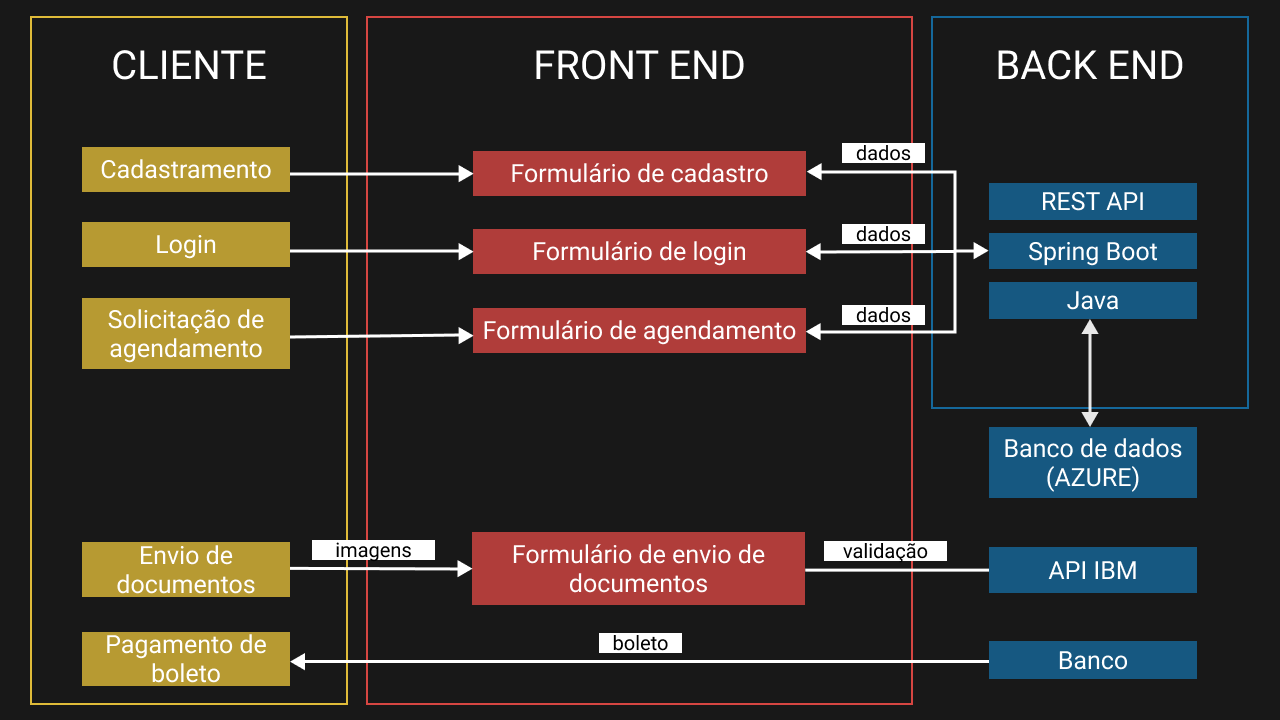 CLIENTE
FRONT END
BACK END
Cadastramento
Formulário de cadastro
dados
REST API
Login
Formulário de login
dados
Spring Boot
Java
Solicitação de
agendamento
Formulário de agendamento
dados
Banco de dados
(AZURE)
Envio de
documentos
imagens
Formulário de envio de
documentos
validação
API IBM
Pagamento de
boleto
boleto
Banco